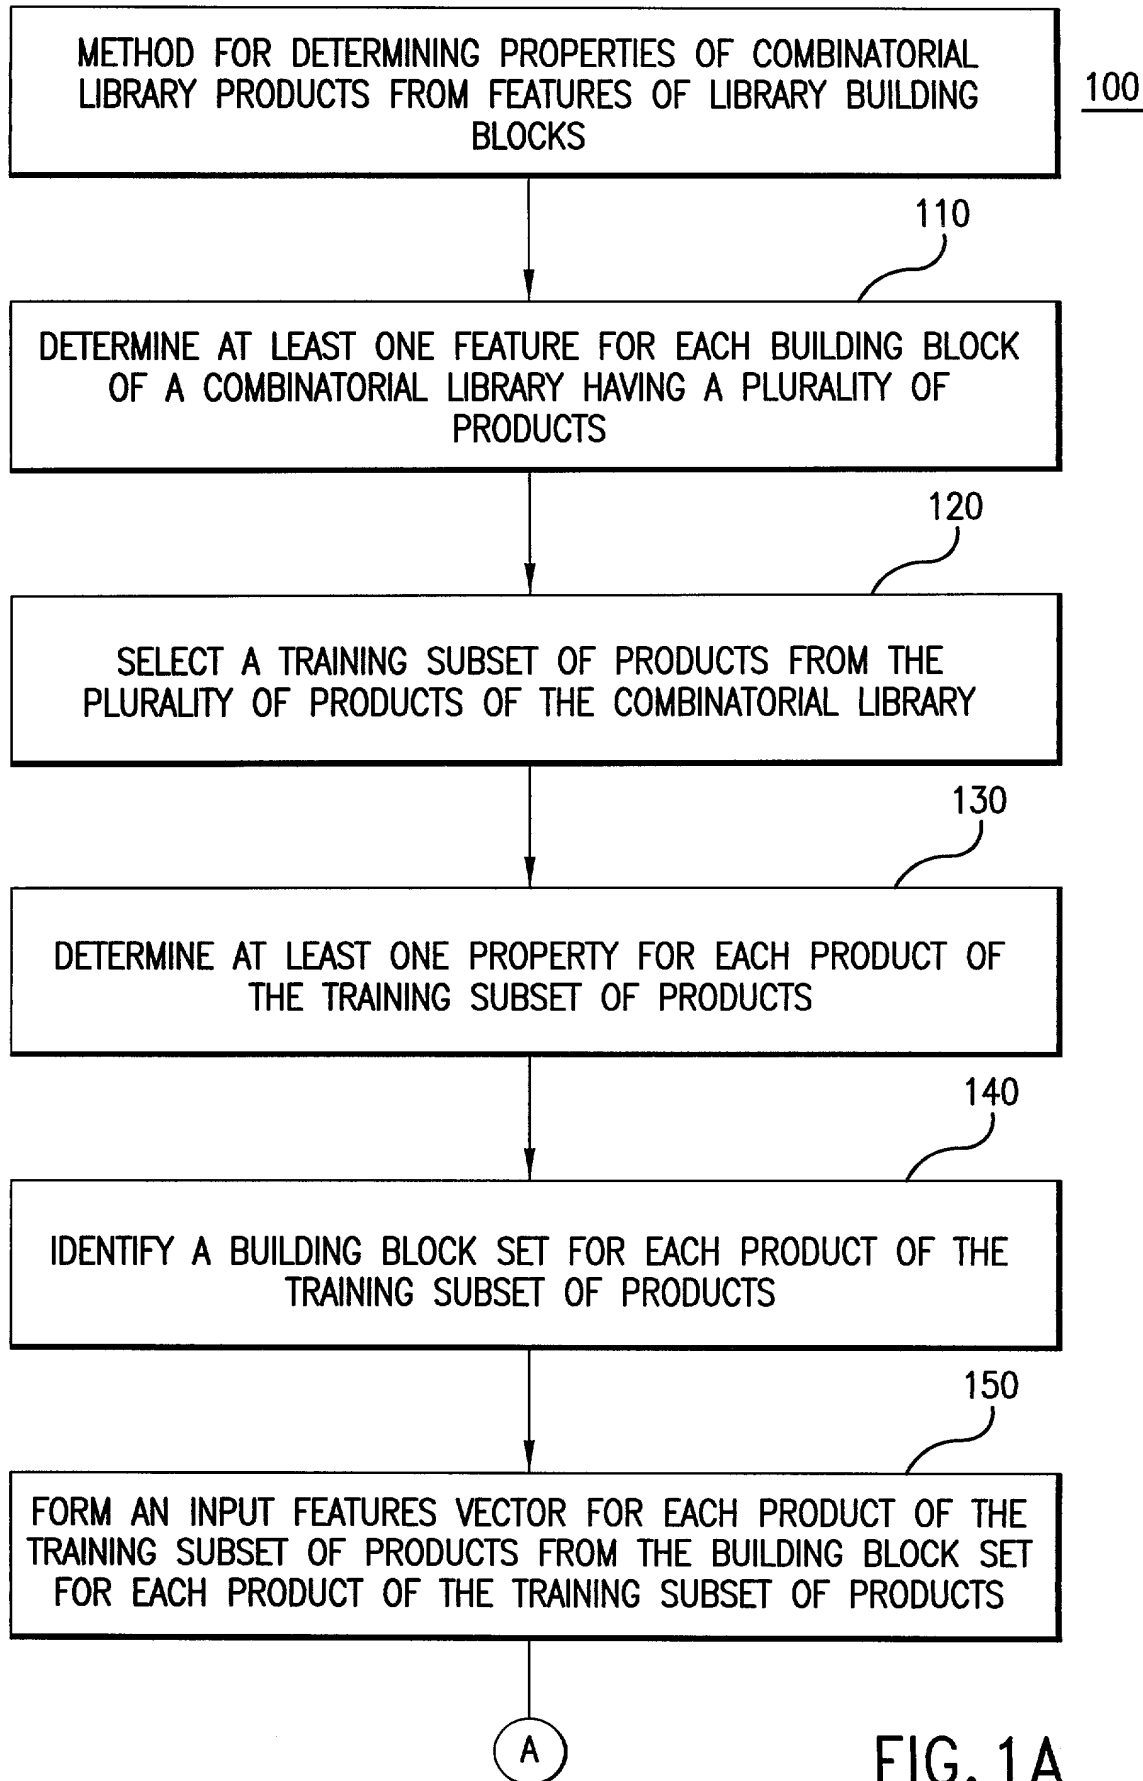 METHOD FOR DETERMINING PROPERTIES OF COMBINATORIAL
LIBRARY PRODUCTS FROM FEATURES OF LIBRARY BUILDING
BLOCKS
100
110
DETERMINE AT LEAST ONE FEATURE FOR EACH BUILDING BLOCK
OF A COMBINATORIAL LIBRARY HAVING A PLURALITY OF
PRODUCTS
120
SELECT A TRAINING SUBSET OF PRODUCTS FROM THE
PLURALITY OF PRODUCTS OF THE COMBINATORIAL LIBRARY
130
DETERMINE AT LEAST ONE PROPERTY FOR EACH PRODUCT OF
THE TRAINING SUBSET OF PRODUCTS
140
IDENTIFY A BUILDING BLOCK SET FOR EACH PRODUCT OF THE
TRAINING SUBSET OF PRODUCTS
150
FORM AN INPUT FEATURES VECTOR FOR EACH PRODUCT OF THE
TRAINING SUBSET OF PRODUCTS FROM THE BUILDING BLOCK SET
FOR EACH PRODUCT OF THE TRAINING SUBSET OF PRODUCTS
A
FIG. 1A